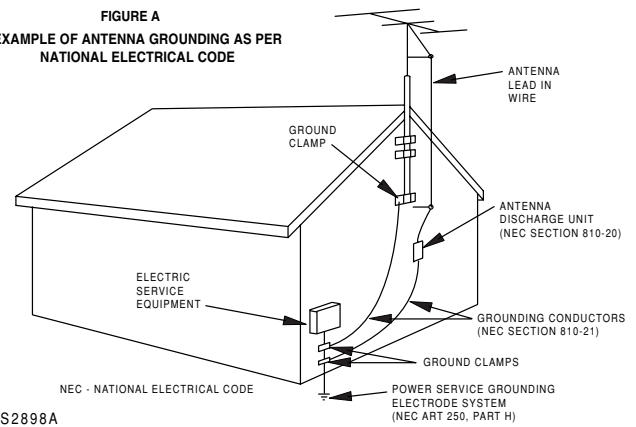 FIGURE A
EXAMPLE OF ANTENNA GROUNDING AS PER
NATIONAL ELECTRICAL CODE
ANTENNA
LEAD IN
WIRE
GROUND
CLAMP
ANTENNA
DISCHARGE UNIT
(NEC SECTION 810-20)
ELECTRIC
SERVICE
EQUIPMENT
GROUNDING CONDUCTORS
(NEC SECTION 810-21)
GROUND CLAMPS
NEC - NATIONAL ELECTRICAL CODE
POWER SERVICE GROUNDING
ELECTRODE SYSTEM
(NEC ART 250, PART H)
S2898A